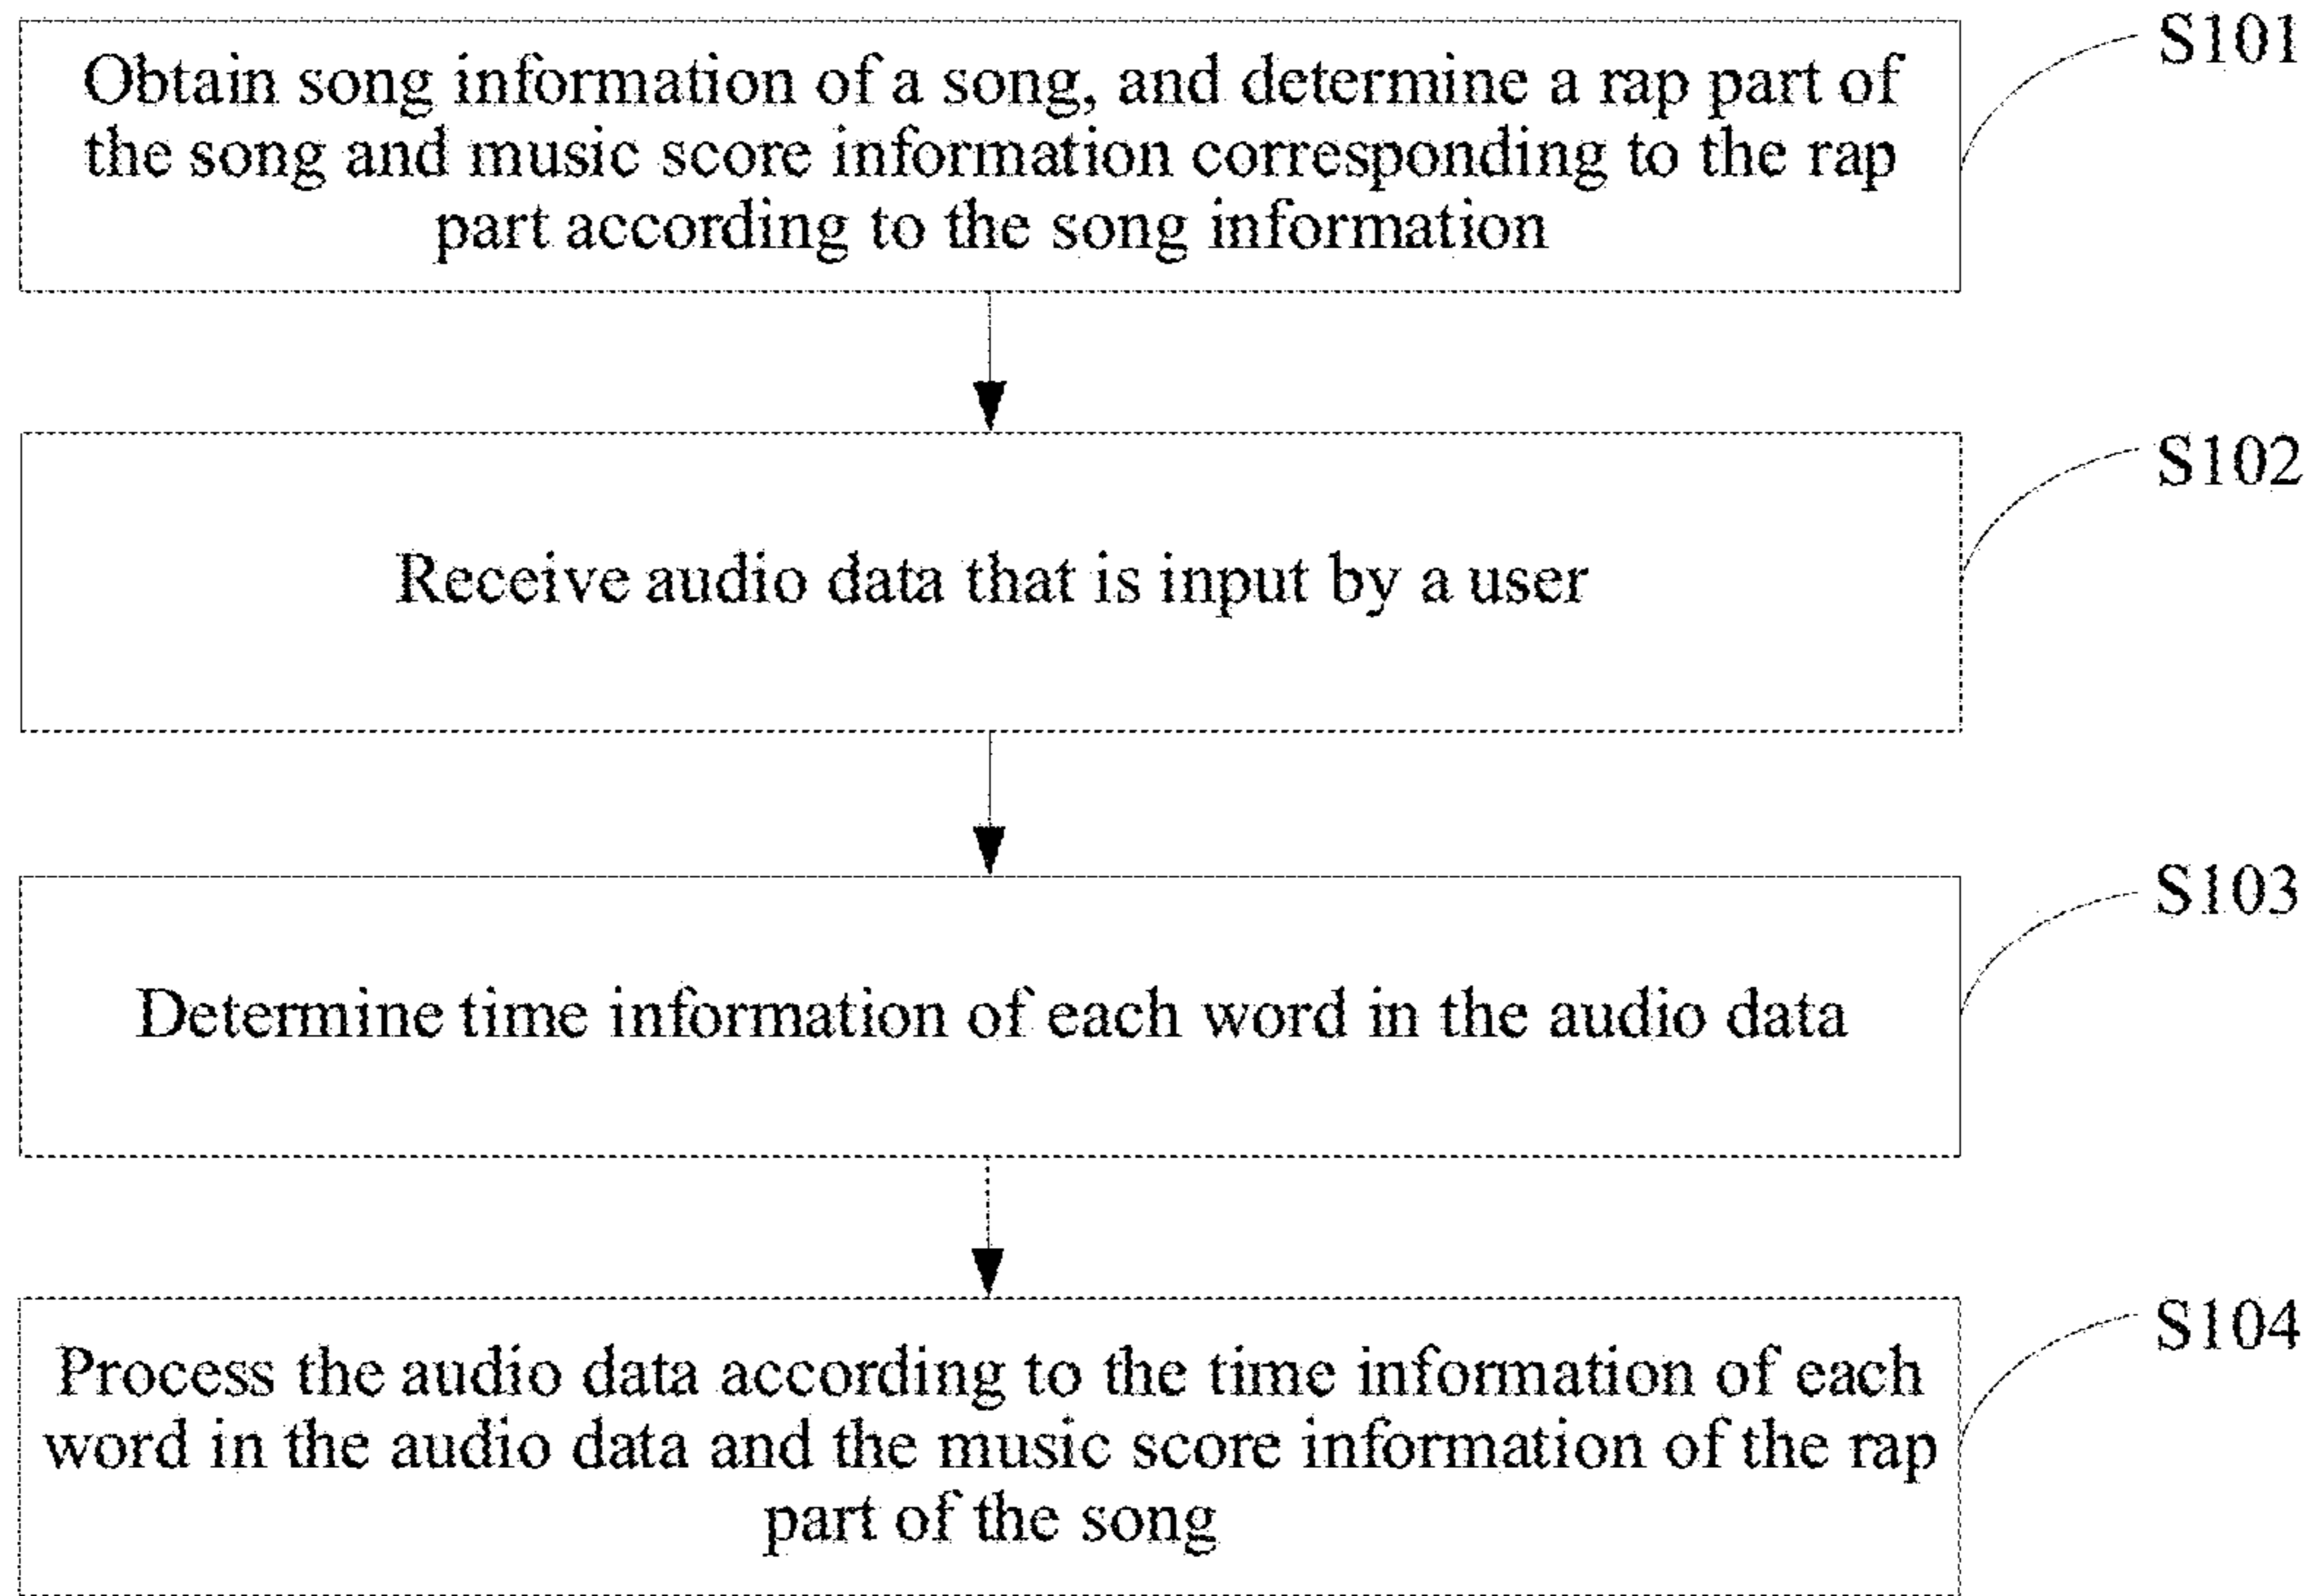 Obtain song information of a song, and determine a rap part of
the song and music score information corresponding to the rap
part according to the song information
S101
Receive audio data that is input by a user
S102
Determine time information of each word in the audio data
S103
Process the audio data according to the time information of each
word in the audio data and the music score information of the rap
part of the song
S104